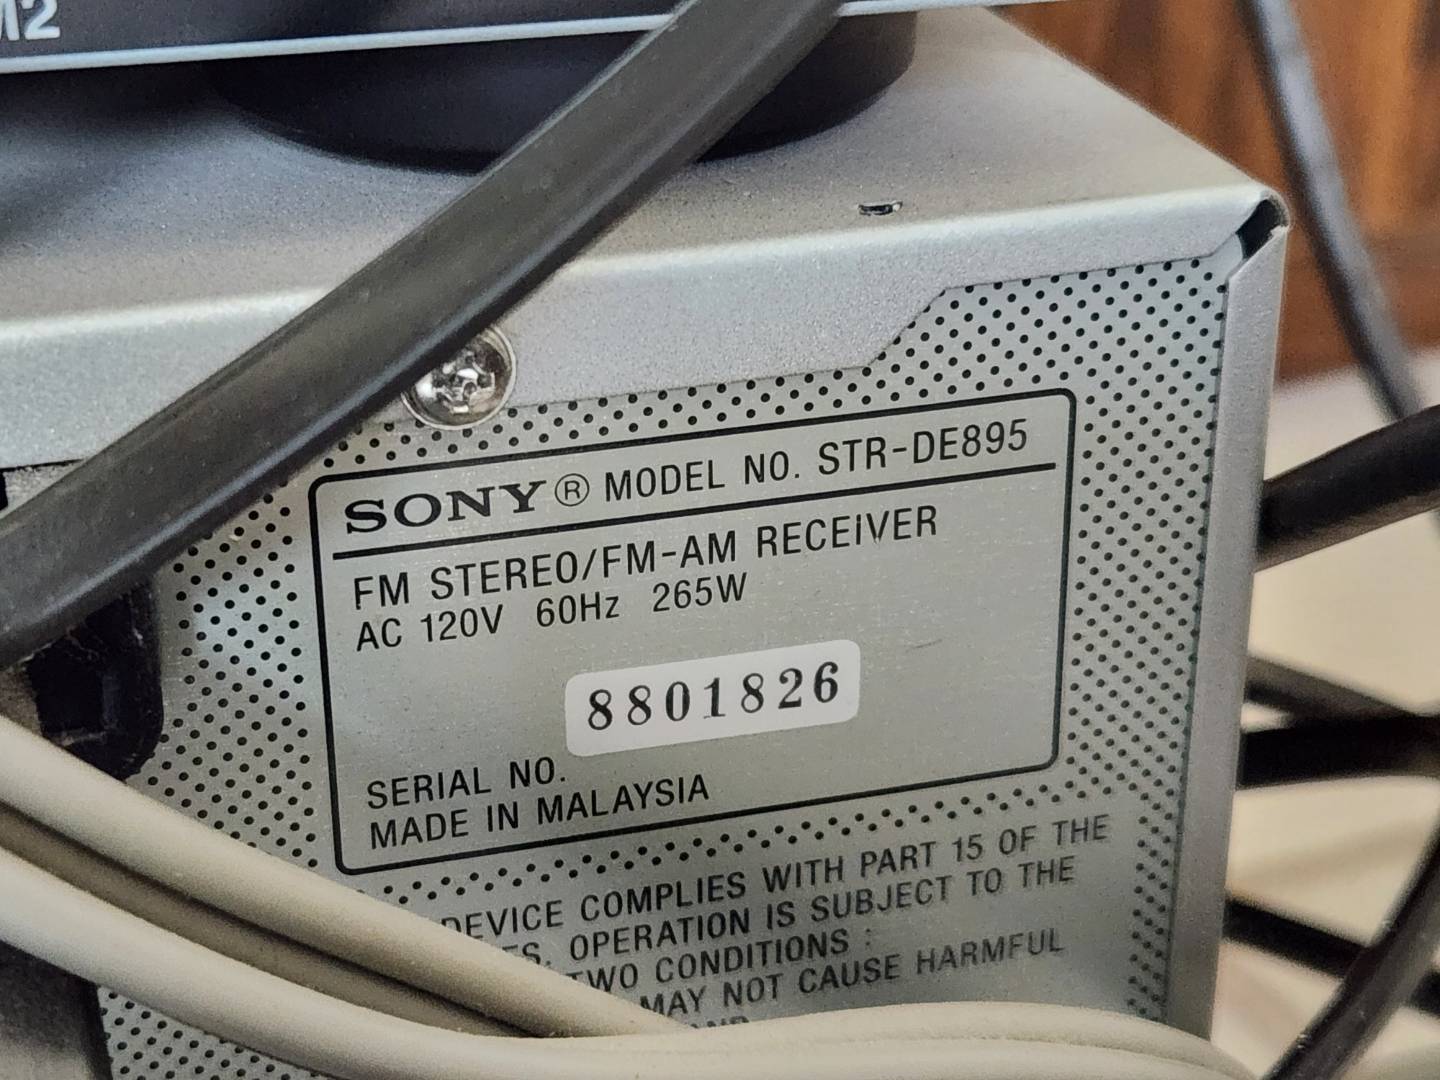 M2
SONY® MODEL NO. STR-DE895
FM STEREO/FM-AM RECEIVER
AC 120V 60Hz 265W
8801826
SERIAL NO.
MADE IN MALAYSIA
DEVICE COMPLIES WITH PART 15 OF THE
OPERATION IS SUBJECT TO THE
TWO CONDITIONS :
MAY NOT CAUSE HARMFUL